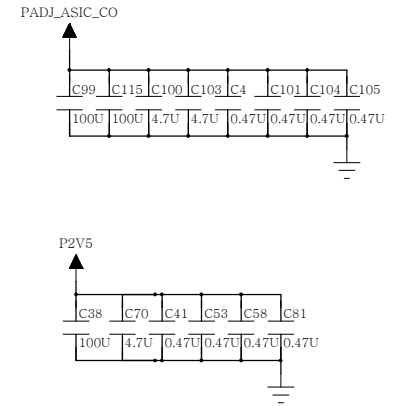 PADJ_ASIC_CO
C99 C115 C100 C103 C4 C101 C104 C105
100U 100U 4.7U 4.7U 0.47U 0.47U 0.47U 0.47U
P2V5
C38 C70 C41 C53 C58 C81
100U 4.7U 0.47U 0.47U 0.47U 0.47U